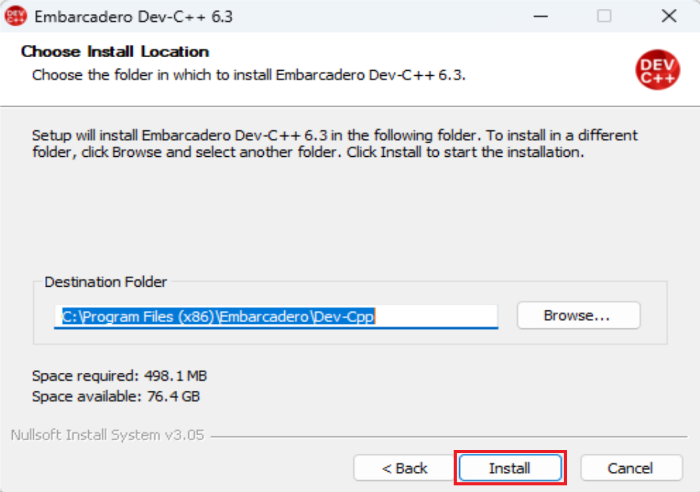 DEV
C++
Embarcadero Dev-C++ 6.3
Choose Install Location
Choose the folder in which to install Embarcadero Dev-C++ 6.3.
DEV
C++
Setup will install Embarcadero Dev-C++ 6.3 in the following folder. To install in a different
folder, click Browse and select another folder. Click Install to start the installation.
Destination Folder
C:\Program Files (x86)\Embarcadero\Dev-Cpp
Browse...
Space required: 498.1 MB
Space available: 76.4 GB
Nullsoft Install System v3.05
< Back
Install
Cancel